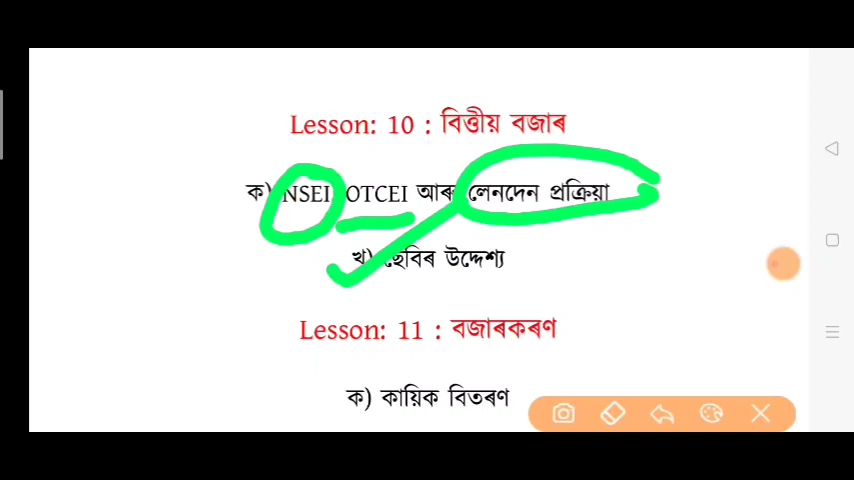 Lesson: 10 : বিত্তীয় বজাৰ
ক) NSEI, OTCEI আৰু লেনদেন প্ৰক্ৰিয়া
খ) ছেবিৰ উদ্দেশ্য
Lesson: 11 : বজাৰকৰণ
ক) কায়িক বিতৰণ